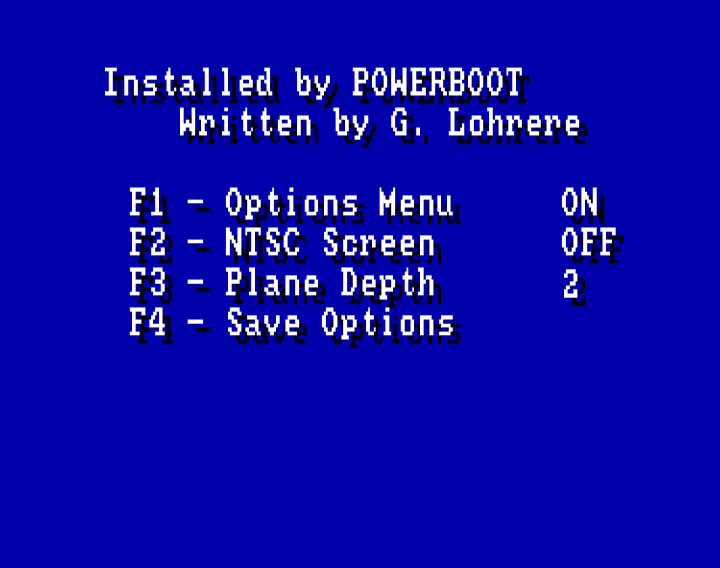 Installed by POWERBOOT
Written by G. Lohrere
F1 - Options Menu ON
F2 - NTSC Screen OFF
F3 - Plane Depth 2
F4 - Save Options